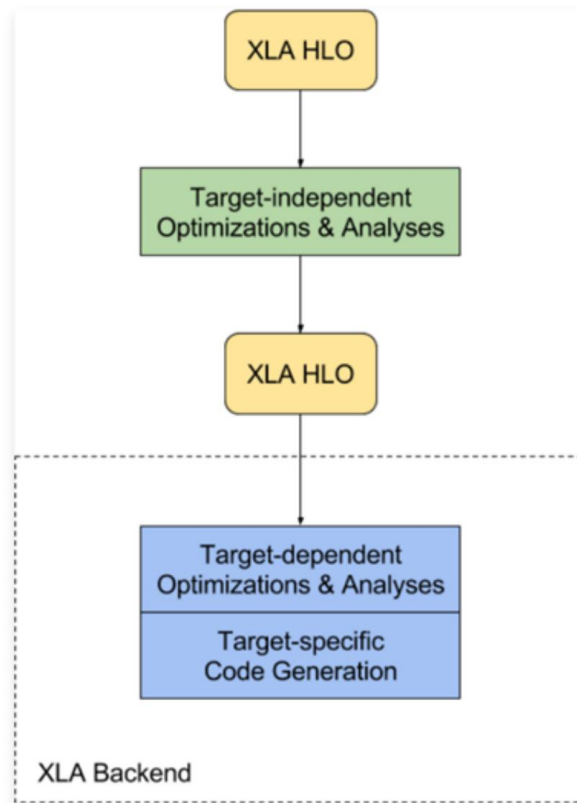 XLA HLO
Target-independent
Optimizations & Analyses
XLA HLO
Target-dependent
Optimizations & Analyses
Target-specific
Code Generation
XLA Backend